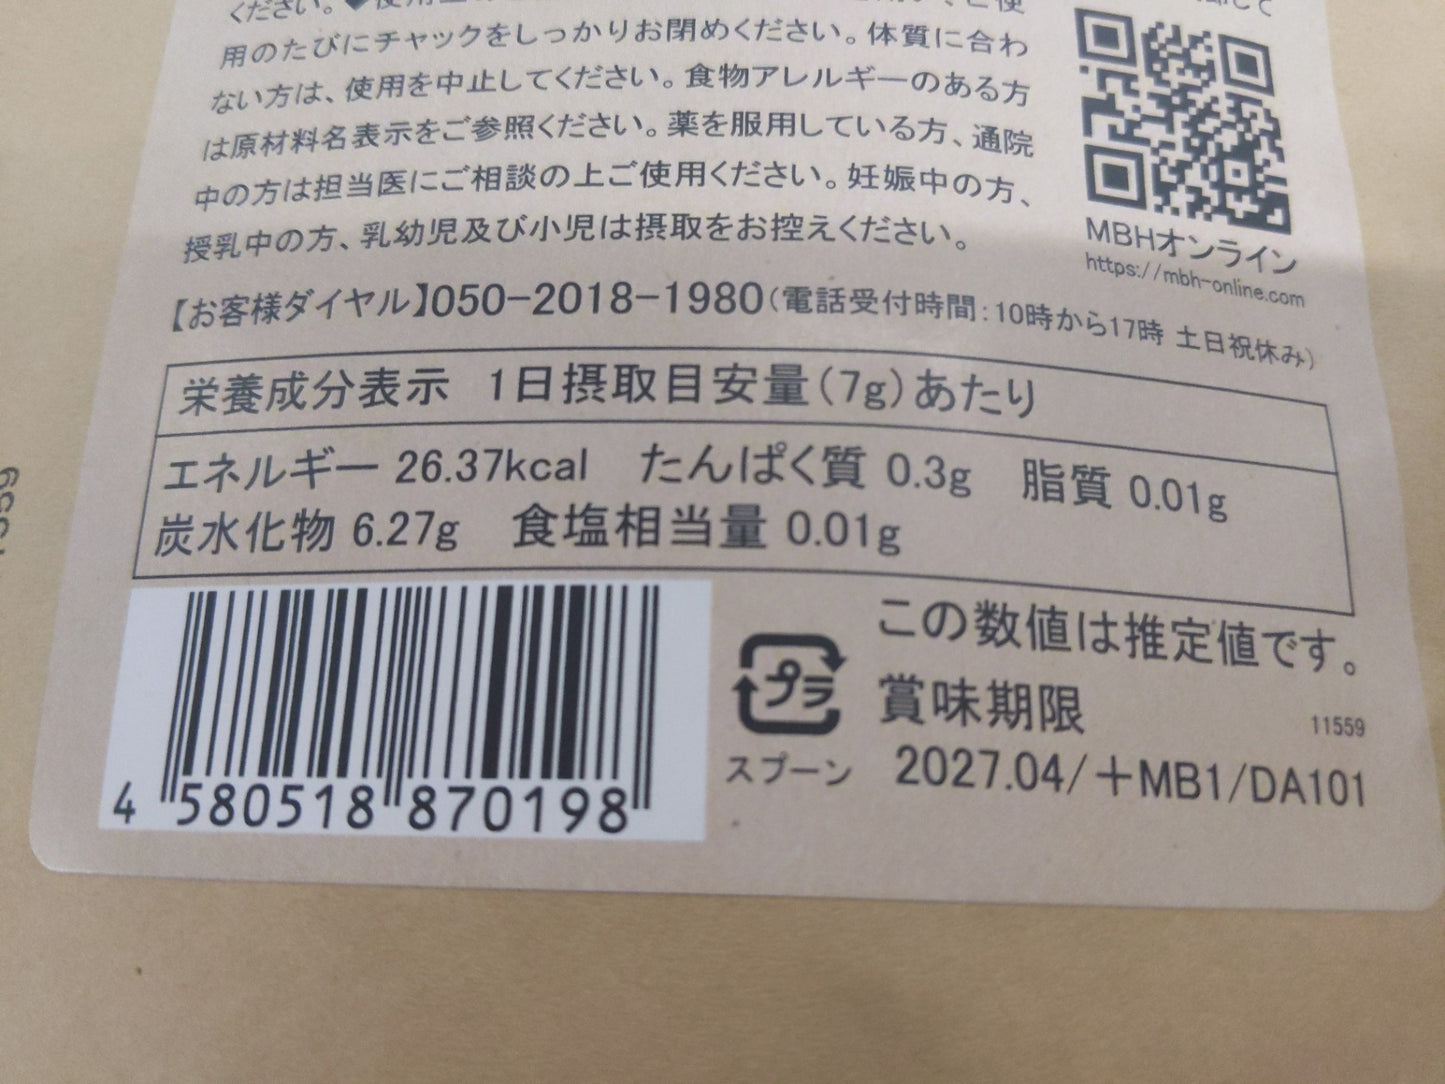 ください。
用のたびにチャックをしっかりお閉めください。体質に合わ
ない方は、使用を中止してください。食物アレルギーのある方
は原材料名表示をご参照ください。薬を服用している方、通院
中の方は担当医にご相談の上ご使用ください。妊娠中の方、
授乳中の方、乳幼児及び小児は摂取をお控えください。
MBHオンライン
https://mbh-online.com
【お客様ダイヤル】050-2018-1980(電話受付時間:10時から17時 土日祝休み)
栄養成分表示 1日摂取目安量(7g)あたり
エネルギー 26.37kcal たんぱく質 0.3g 脂質 0.01g
炭水化物 6.27g 食塩相当量 0.01g
この数値は推定値です。
プラ
スプーン
賞味期限
11559
2027.04/+MB1/DA101
4 580518 870198